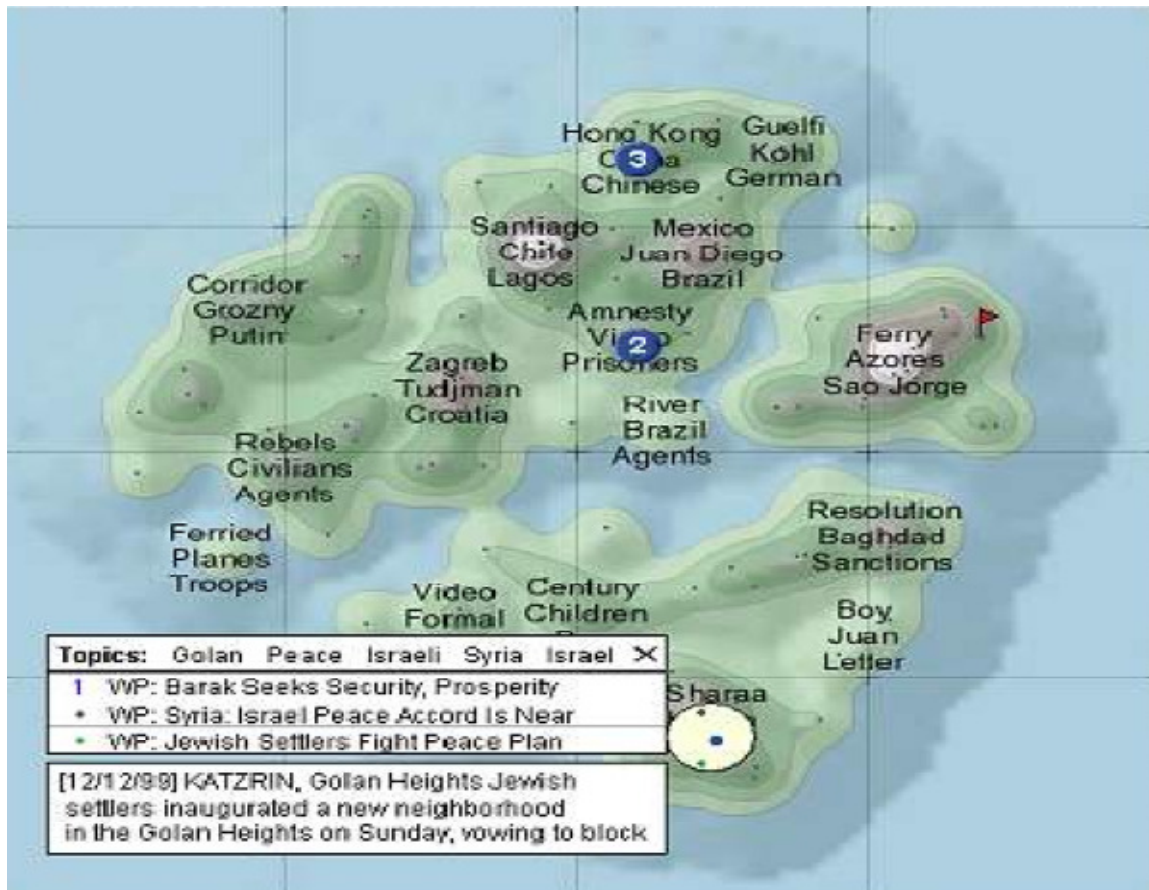 Hong Kong
Chinese
3
Guelfi
Kohl
German
Santiago
Chile
Lagos
Mexico
Juan Diego
Brazil
Corridor
Grozny
Putin
Amnesty
Prisoners
2
Ferry
Azores
Sao Jorge
Zagreb
Tudjman
Croatia
River
Brazil
Agents
Rebels
Civilians
Agents
Resolution
Baghdad
Sanctions
Ferried
Planes
Troops
Video
Formal
Century
Children
Boy
Juan
Letter
Topics: Golan Peace Israeli Syria Israel X
1 WP: Barak Seeks Security, Prosperity
• WP: Syria: Israel Peace Accord Is Near
• WP: Jewish Settlers Fight Peace Plan
Sharaa
[12/12/99] KATZRIN, Golan Heights Jewish
settlers inaugurated a new neighborhood
in the Golan Heights on Sunday, vowing to block